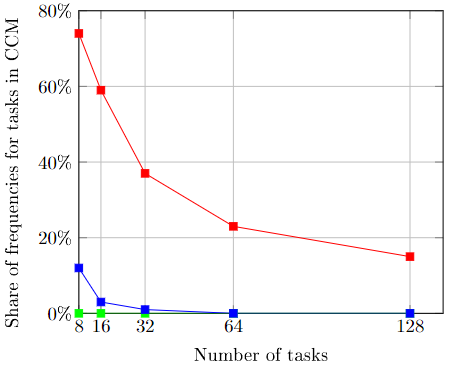 Share of frequencies for tasks in CCM
80%
60%
40%
20%
0%
8 16 32 64 128
Number of tasks